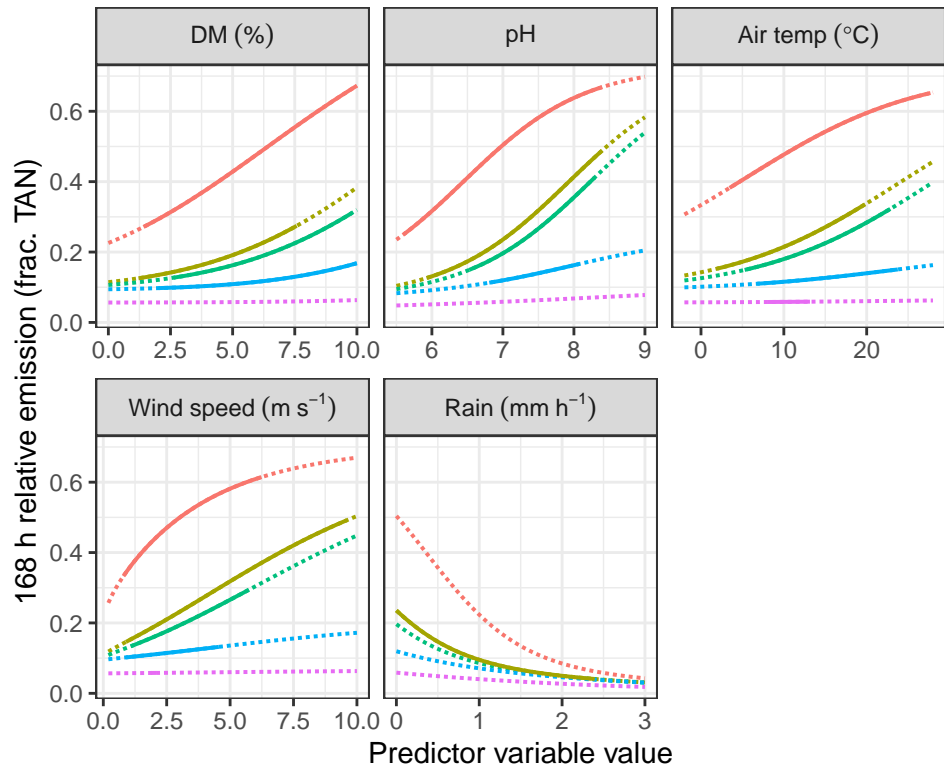 DM (%)
pH
Air temp (°C)
0.6
0.4
0.2
0.0
0.0 2.5 5.0 7.5 10.0
6 7 8 9
0 10 20
Wind speed (m s⁻¹)
Rain (mm h⁻¹)
0.6
0.4
0.2
0.0
0.0 2.5 5.0 7.5 10.0
0 1 2 3
168 h relative emission (frac. TAN)
Predictor variable value